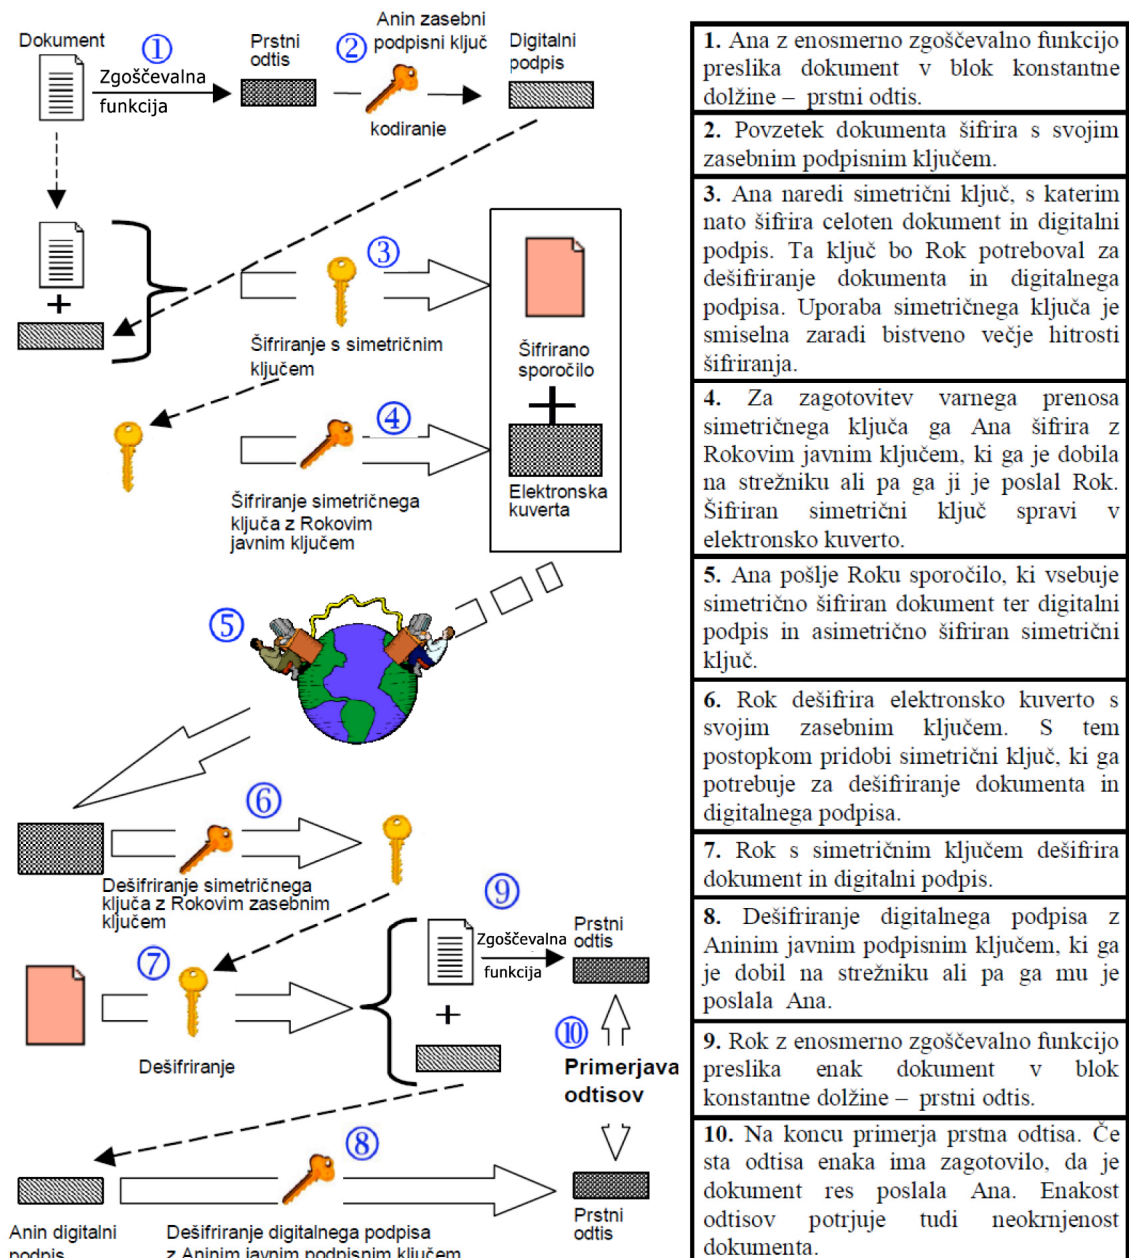 Dokument
①
Zgoščevalna
funkcija
Prstni
odtis
②
Anin zasebni
podpisni ključ
kodiranje
Digitalni
podpis
+
③
Šifriranje s simetričnim
ključem
④
Šifriranje simetričnega
ključa z Rokovim
javnim ključem
Šifrirano
sporočilo
+
Elektronska
kuverta
⑤
⑥
Dešifriranje simetričnega
ključa z Rokovim zasebnim
ključem
⑦
Dešifriranje
⑨
Zgoščevalna
funkcija
+
Prstni
odtis
⑩
Primerjava
odtisov
⑧
Anin digitalni
podpis
Dešifriranje digitalnega podpisa
z Aninim javnim podpisnim ključem
Prstni
odtis
1. Ana z enosmerno zgoščevalno funkcijo
preslika dokument v blok konstantne
dolžine – prstni odtis.
2. Povzetek dokumenta šifrira s svojim
zasebnim podpisnim ključem.
3. Ana naredi simetrični ključ, s katerim
nato šifrira celoten dokument in digitalni
podpis. Ta ključ bo Rok potreboval za
dešifriranje dokumenta in digitalnega
podpisa. Uporaba simetričnega ključa je
smiselna zaradi bistveno večje hitrosti
šifriranja.
4. Za zagotovitev varnega prenosa
simetričnega ključa ga Ana šifrira z
Rokovim javnim ključem, ki ga je dobila
na strežniku ali pa ga ji je poslal Rok.
Šifriran simetrični ključ spravi v
elektronsko kuverto.
5. Ana pošlje Roku sporočilo, ki vsebuje
simetrično šifriran dokument ter digitalni
podpis in asimetrično šifriran simetrični
ključ.
6. Rok dešifrira elektronsko kuverto s
svojim zasebnim ključem. S tem
postopkom pridobi simetrični ključ, ki ga
potrebuje za dešifriranje dokumenta in
digitalnega podpisa.
7. Rok s simetričnim ključem dešifrira
dokument in digitalni podpis.
8. Dešifriranje digitalnega podpisa z
Aninim javnim podpisnim ključem, ki ga
je dobil na strežniku ali pa ga mu je
poslala Ana.
9. Rok z enosmerno zgoščevalno funkcijo
preslika enak dokument v blok
konstantne dolžine – prstni odtis.
10. Na koncu primerja prstna odtisa. Če
sta odtisa enaka ima zagotovilo, da je
dokument res poslala Ana. Enakost
odtisov potrjuje tudi neokrnjenost
dokumenta.